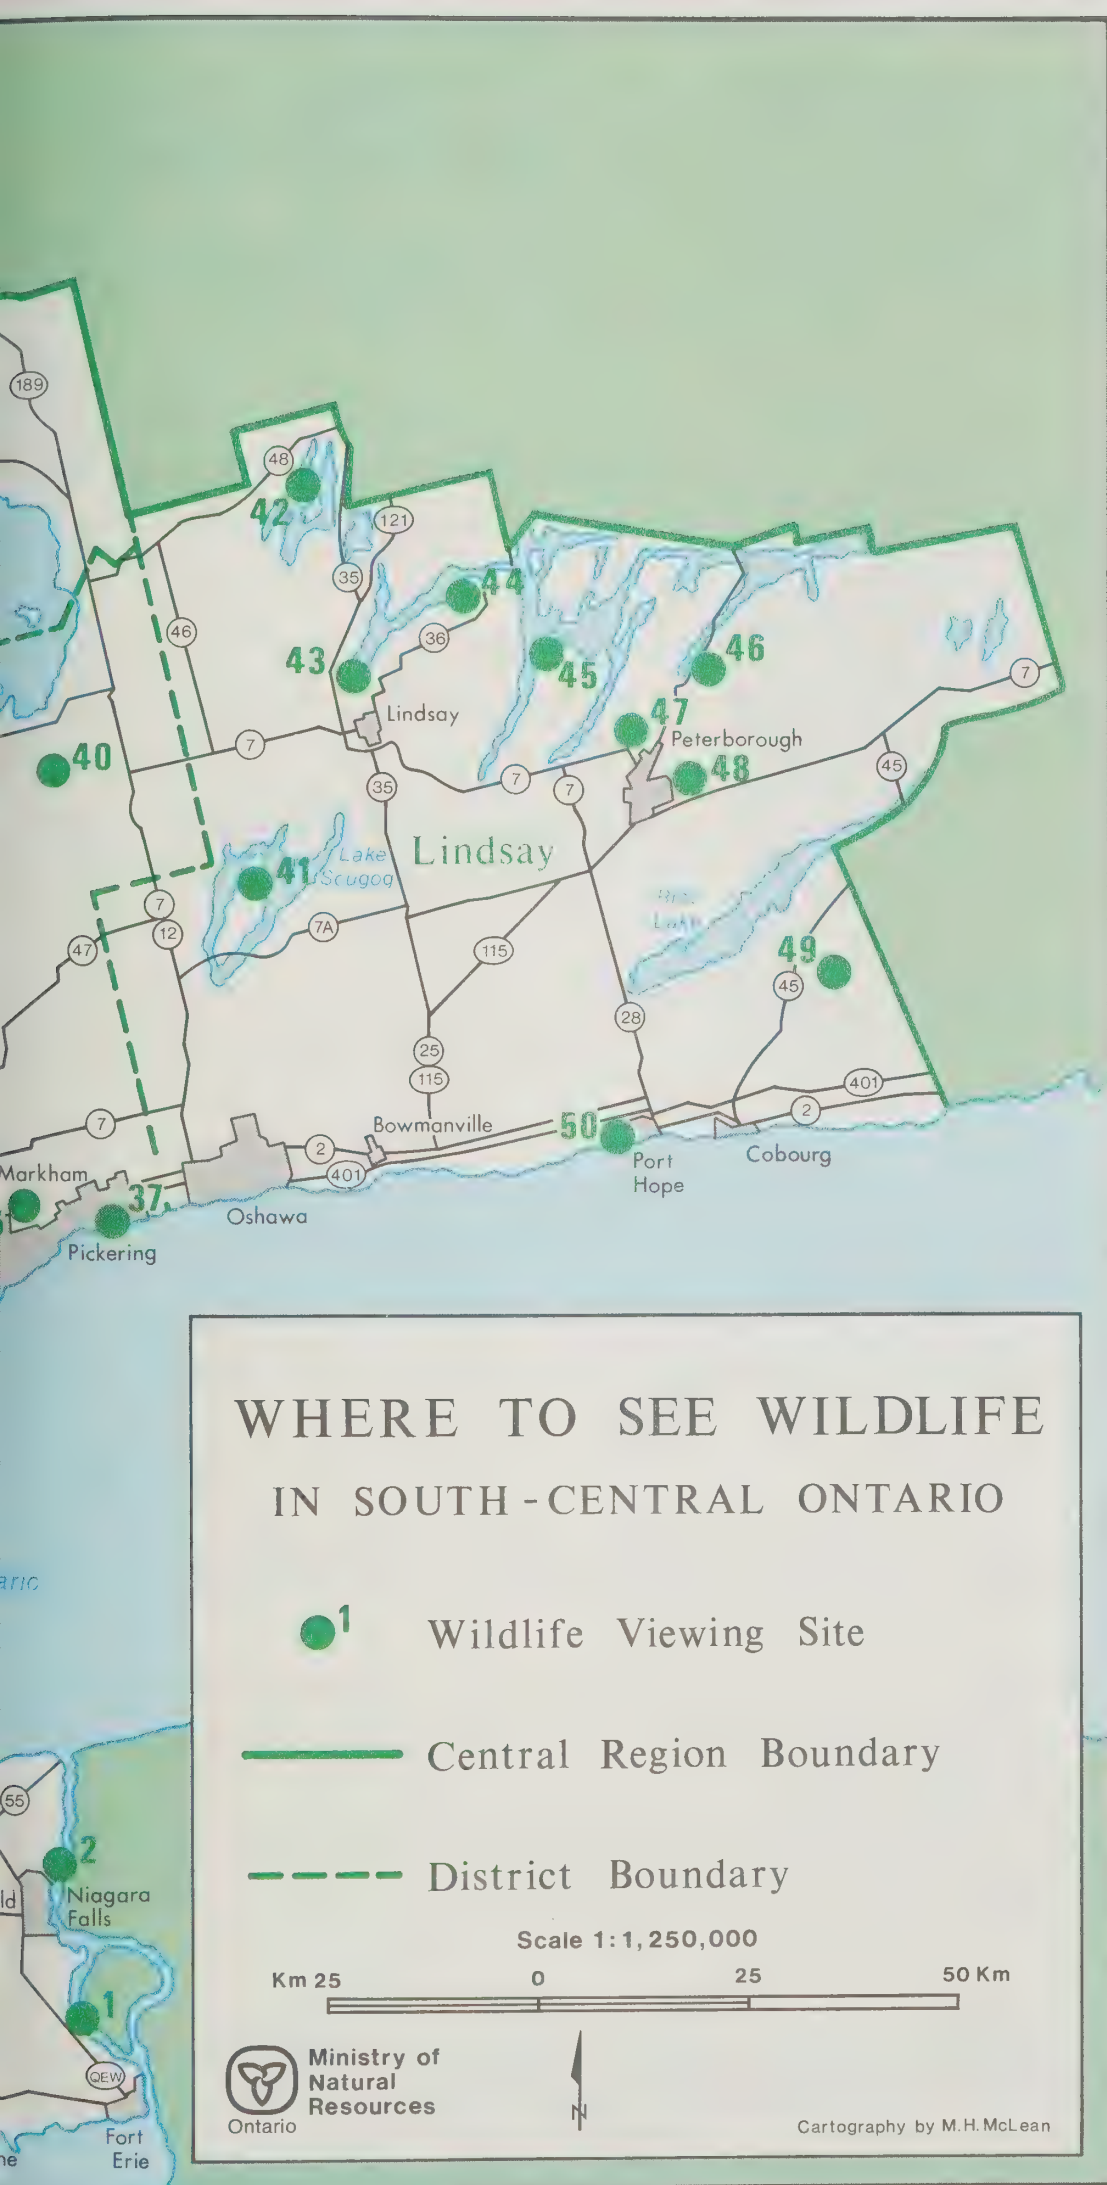 189
48
42
121
35
44
46
36
43
45
46
7
Lindsay
47
Peterborough
40
7
48
35
7
7
45
Lake
Scugog
41
Lindsay
7
12
47
7A
115
Rice
Lake
49
45
28
25
115
401
2
7
Bowmanville
50
2
401
Port
Hope
Cobourg
Markham
37
Oshawa
Pickering
WHERE TO SEE WILDLIFE
IN SOUTH-CENTRAL ONTARIO
1
Wildlife Viewing Site
Central Region Boundary
District Boundary
Scale 1:1,250,000
Km 25 0 25 50 Km
Ministry of
Natural
Resources
Ontario
N
Cartography by M.H.McLean
55
2
ld
Niagara
Falls
1
QEW
Fort
Erie
ne